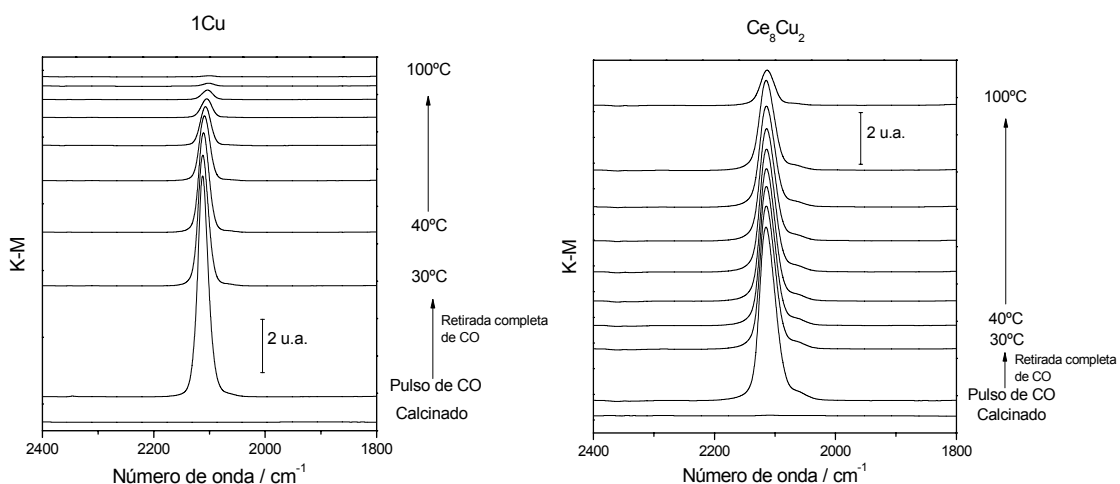 1Cu
100ºC
40ºC
30ºC
Retirada completa
de CO
Pulso de CO
Calcinado
2 u.a.
K-M
2400 2200 2000 1800
Número de onda / cm⁻¹
Ce₈Cu₂
100ºC
2 u.a.
40ºC
30ºC
Retirada completa
de CO
Pulso de CO
Calcinado
K-M
2400 2200 2000 1800
Número de onda / cm⁻¹